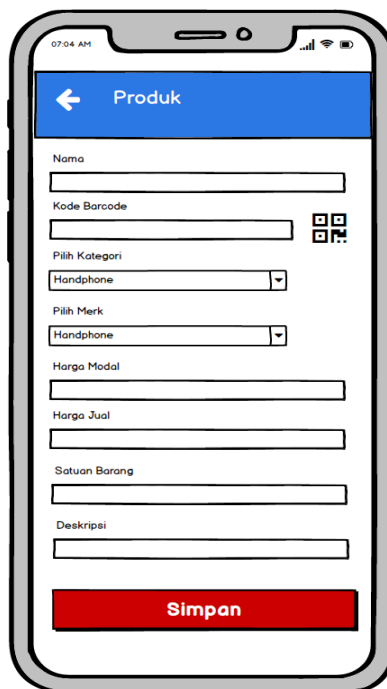 07:04 AM
Produk
Nama
Kode Barcode
Pilih Kategori
Handphone
Pilih Merk
Handphone
Harga Modal
Harga Jual
Satuan Barang
Deskripsi
Simpan